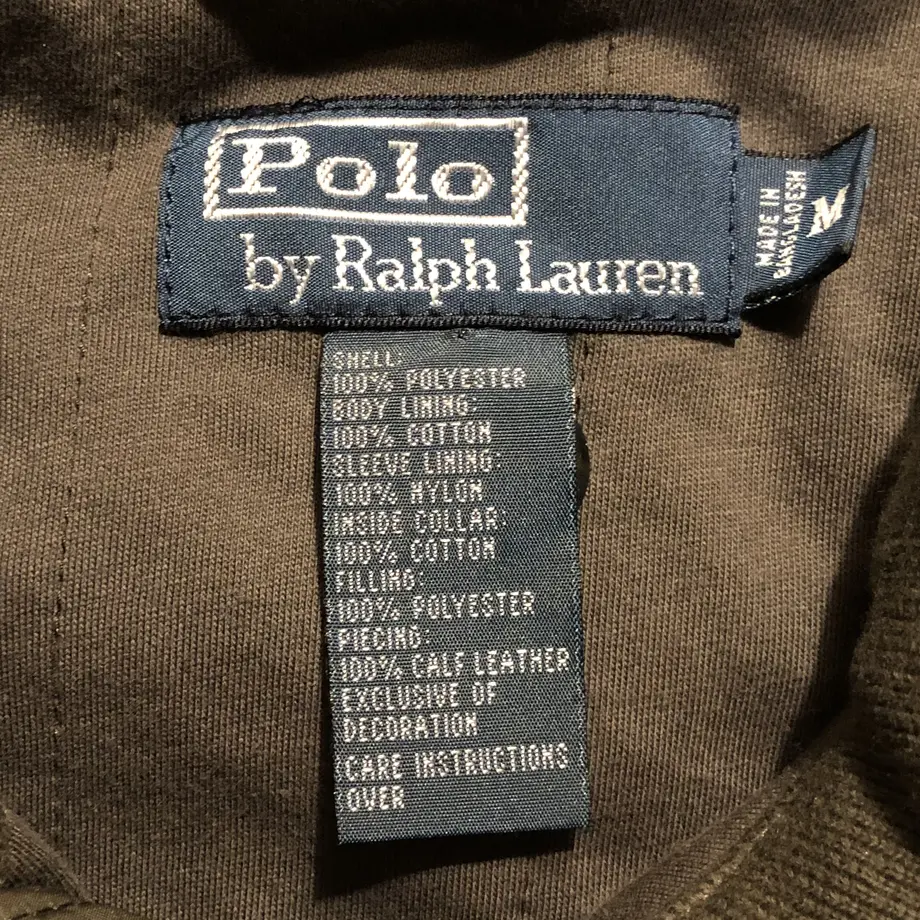 Polo
by Ralph Lauren
MADE IN
BANGLADESH
M
SHELL:
100% POLYESTER
BODY LINING:
100% COTTON
SLEEVE LINING:
100% NYLON
INSIDE COLLAR:
100% COTTON
FILLING:
100% POLYESTER
PIECING:
100% CALF LEATHER
EXCLUSIVE OF
DECORATION
CARE INSTRUCTIONS
OVER